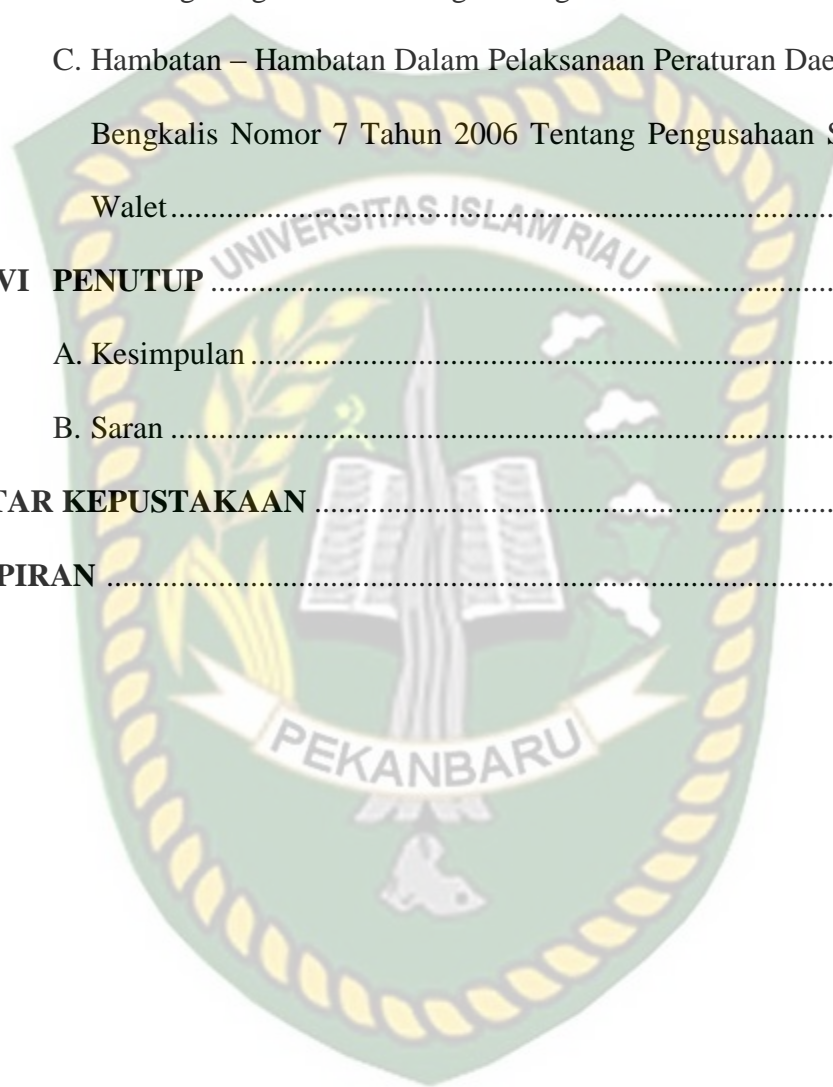 C. Hambatan – Hambatan Dalam Pelaksanaan Peraturan Dae
Bengkalis Nomor 7 Tahun 2006 Tentang Pengusahaan S
Walet
UNIVERSITAS ISLAM RIAU
VI PENUTUP
A. Kesimpulan
B. Saran
TAR KEPUSTAKAAN
PIRAN
PEKANBARU